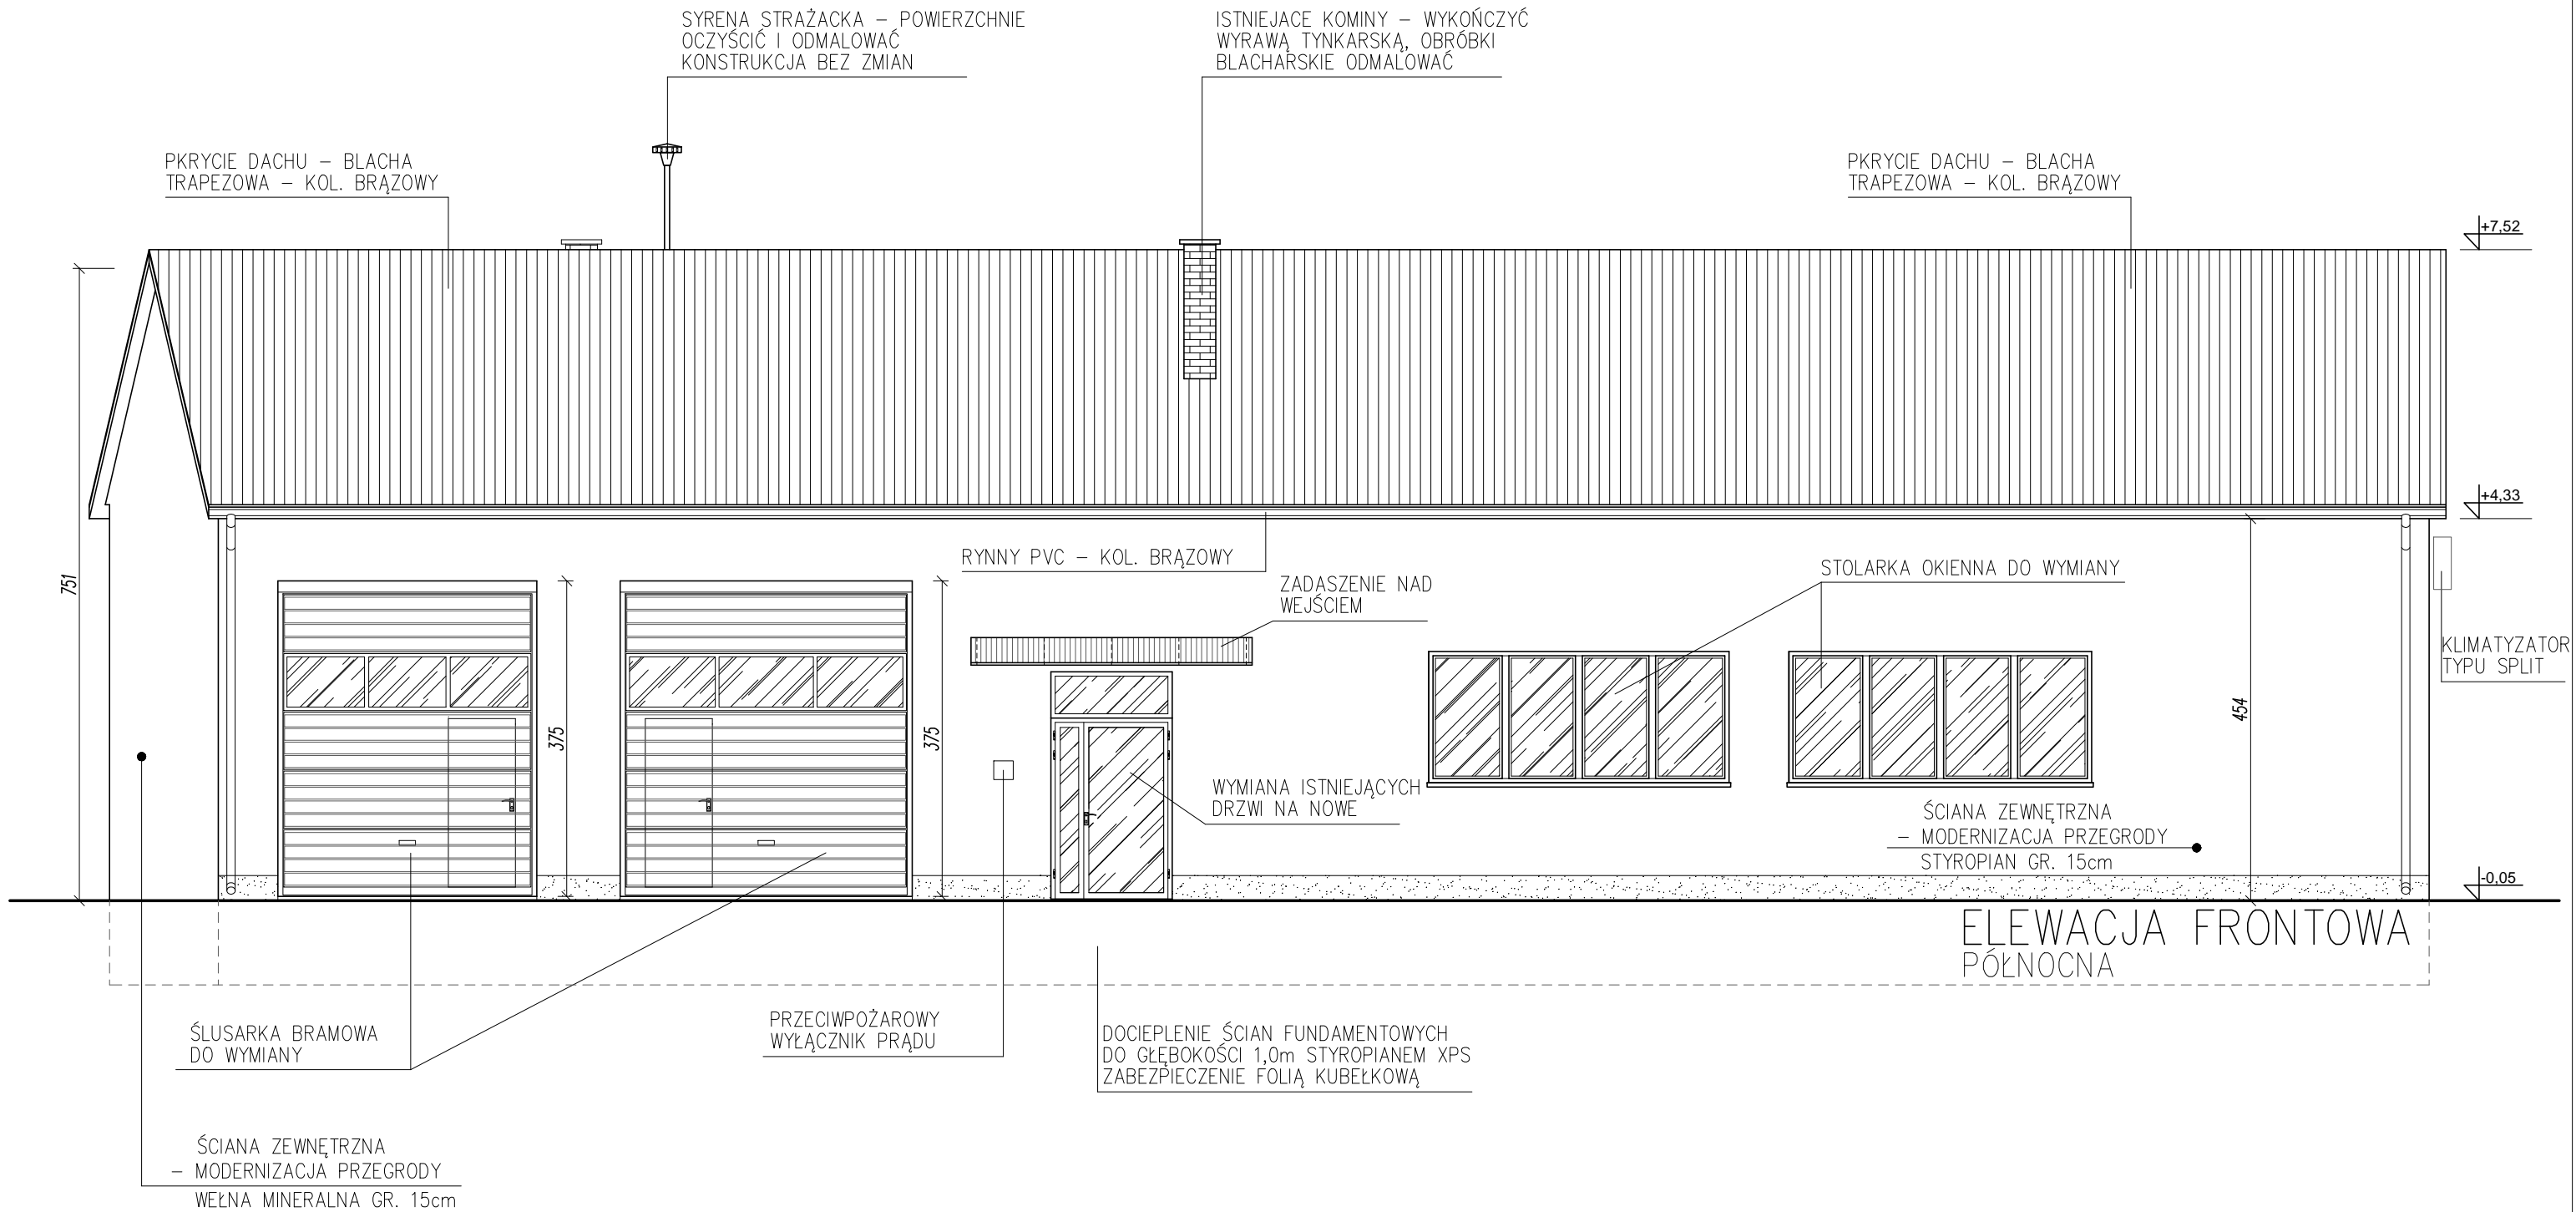 SYRENA STRAŻACKA – POWIERZCHNIE
OCZYŚCIĆ I ODMALOWAĆ
KONSTRUKCJA BEZ ZMIAN
ISTNIEJACE KOMINY – WYKOŃCZYĆ
WYRAWĄ TYNKARSKĄ, OBRÓBKI
BLACHARSKIE ODMALOWAĆ
PKRYCIE DACHU – BLACHA
TRAPEZOWA – KOL. BRĄZOWY
PKRYCIE DACHU – BLACHA
TRAPEZOWA – KOL. BRĄZOWY
+7,52
+4,33
751
RYNNY PVC – KOL. BRĄZOWY
ZADASZENIE NAD
WEJŚCIEM
STOLARKA OKIENNA DO WYMIANY
KLIMATYZATOR
TYPU SPLIT
375
375
454
WYMIANA ISTNIEJĄCYCH
DRZWI NA NOWE
ŚCIANA ZEWNĘTRZNA
– MODERNIZACJA PRZEGRODY
STYROPIAN GR. 15cm
-0,05
ELEWACJA FRONTOWA
PÓŁNOCNA
ŚLUSARKA BRAMOWA
DO WYMIANY
PRZECIWPOŻAROWY
WYŁĄCZNIK PRĄDU
DOCIEPLENIE ŚCIAN FUNDAMENTOWYCH
DO GŁĘBOKOŚCI 1,0m STYROPIANEM XPS
ZABEZPIECZENIE FOLIĄ KUBEŁKOWĄ
ŚCIANA ZEWNĘTRZNA
– MODERNIZACJA PRZEGRODY
WEŁNA MINERALNA GR. 15cm